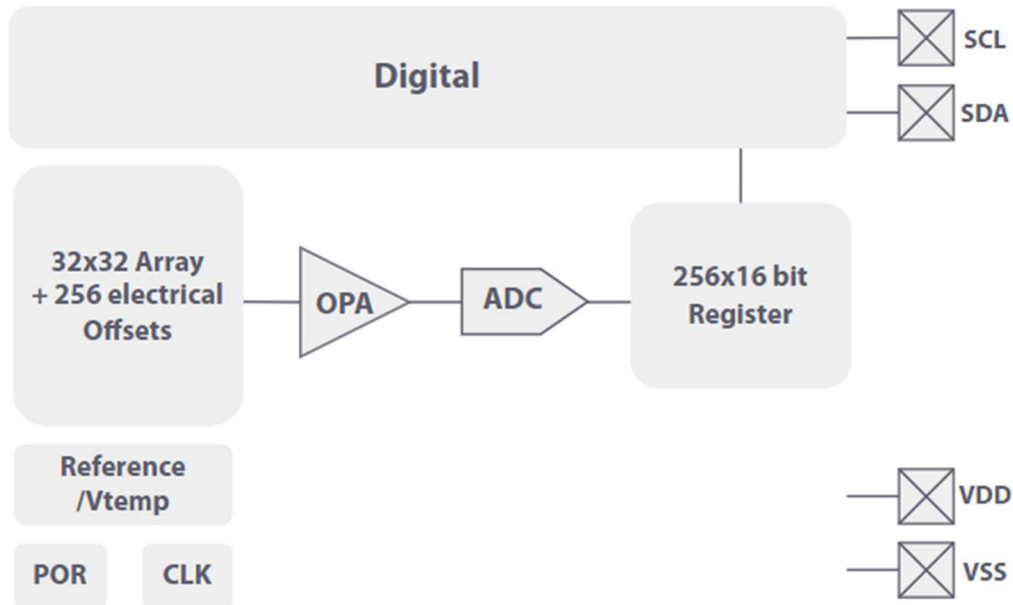 Digital
SCL
SDA
32x32 Array
+ 256 electrical
Offsets
OPA
ADC
256x16 bit
Register
Reference
/Vtemp
VDD
POR
CLK
VSS